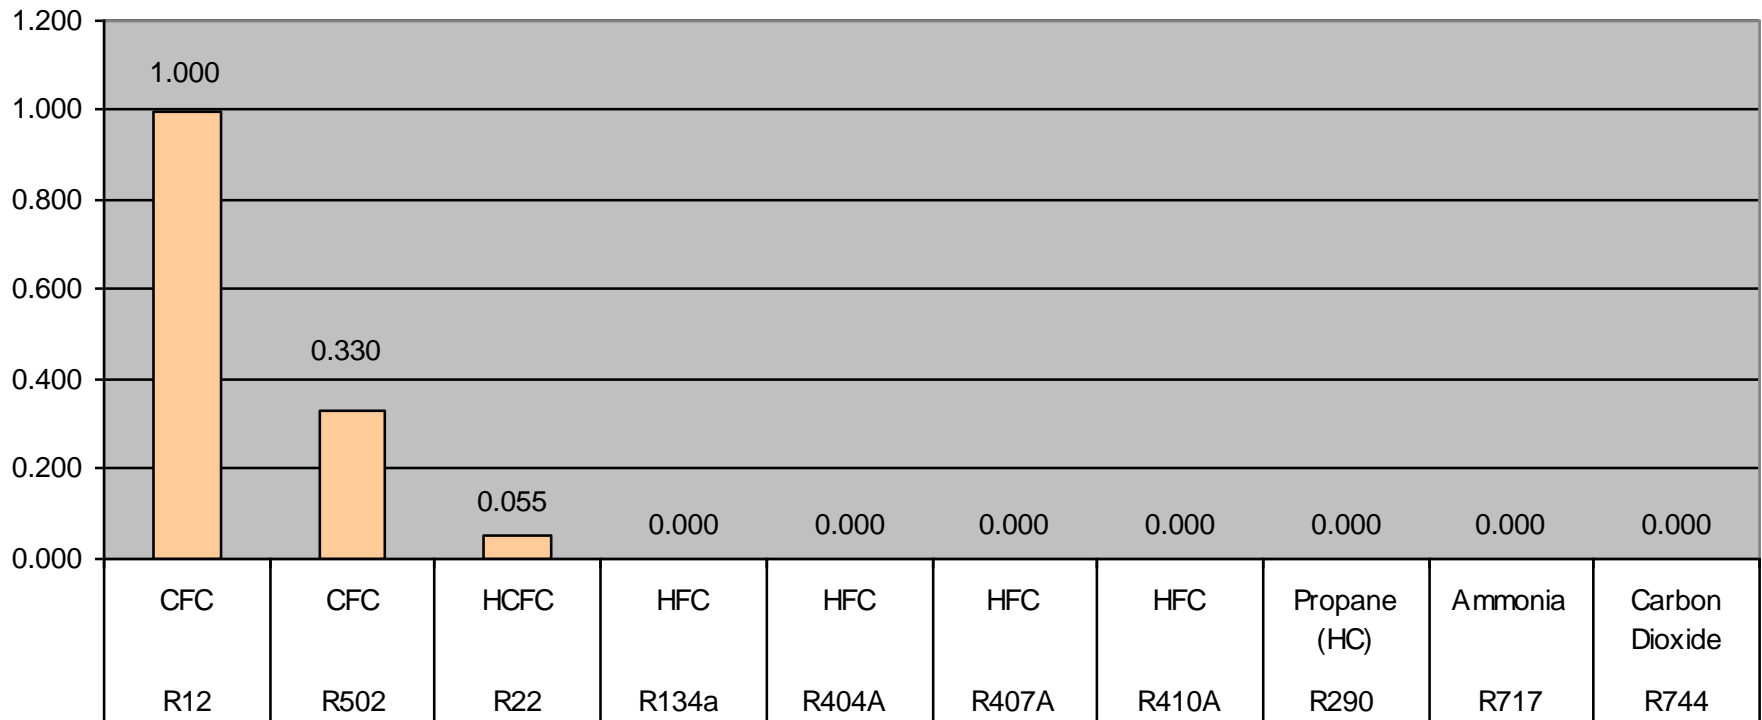 1.200
1.000
0.800
0.600
0.400
0.200
0.000
1.000
0.330
0.055
0.000
0.000
0.000
0.000
0.000
0.000
0.000
CFC
CFC
HCFC
HFC
HFC
HFC
HFC
Propane
(HC)
Ammonia
Carbon
Dioxide
R12
R502
R22
R134a
R404A
R407A
R410A
R290
R717
R744